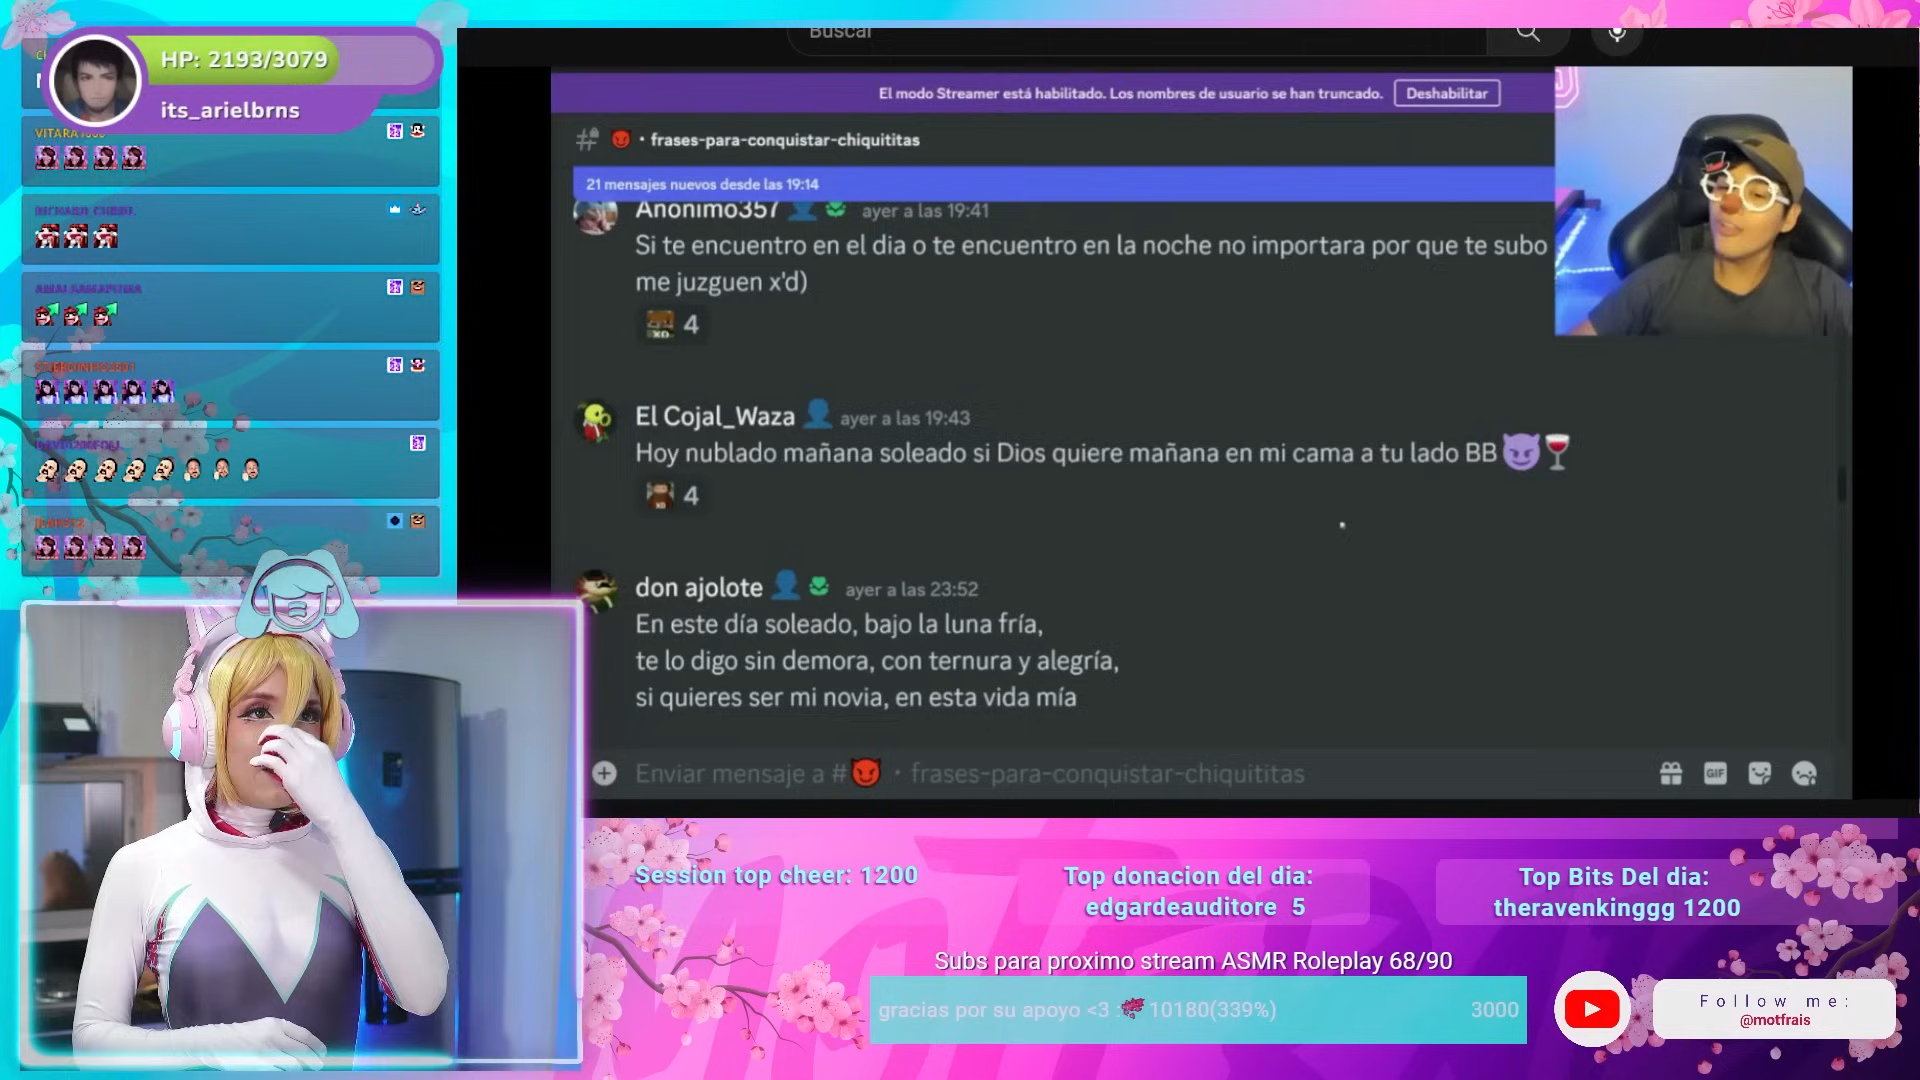 HP: 2193/3079
its_arielbrns
Buscar
El modo Streamer está habilitado. Los nombres de usuario se han truncado.
Deshabilitar
frases-para-conquistar-chiquititas
21 mensajes nuevos desde las 19:14
Anonimo357 ayer a las 19:41
Si te encuentro en el dia o te encuentro en la noche no importara por que te subo
me juzguen x'd)
4
El Cojal_Waza ayer a las 19:43
Hoy nublado mañana soleado si Dios quiere mañana en mi cama a tu lado BB😈🍷
4
don ajolote ayer a las 23:52
En este día soleado, bajo la luna fría,
te lo digo sin demora, con ternura y alegría,
si quieres ser mi novia, en esta vida mía
Enviar mensaje a #😈 · frases-para-conquistar-chiquititas
GIF
Session top cheer: 1200
Top donacion del dia:
edgardeauditore 5
Top Bits Del dia:
theravenkinggg 1200
Subs para proximo stream ASMR Roleplay 68/90
gracias por su apoyo <3 : 10180(339%)
3000
Follow me:
@motfrais